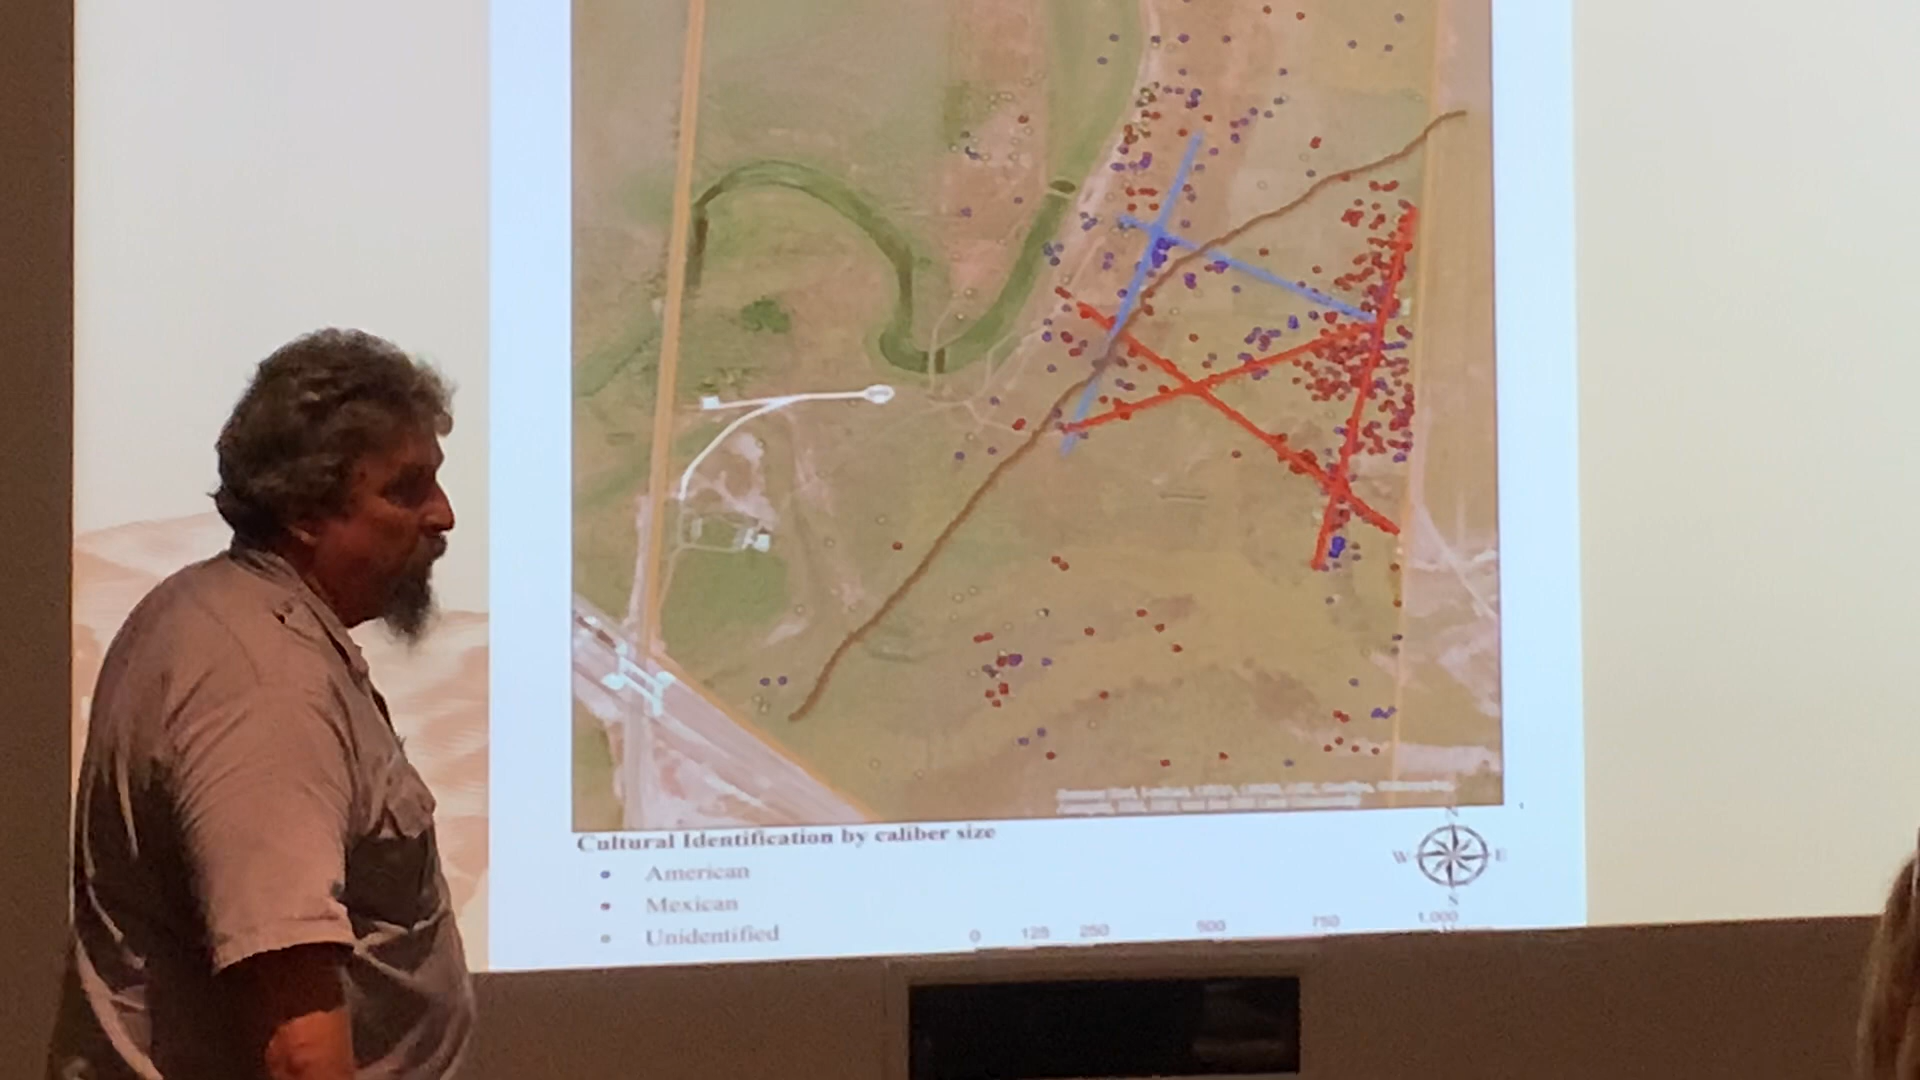 Cultural Identification by caliber size
American
Mexican
Unidentified
N
W E
S
0 125 250 500 750 1,000